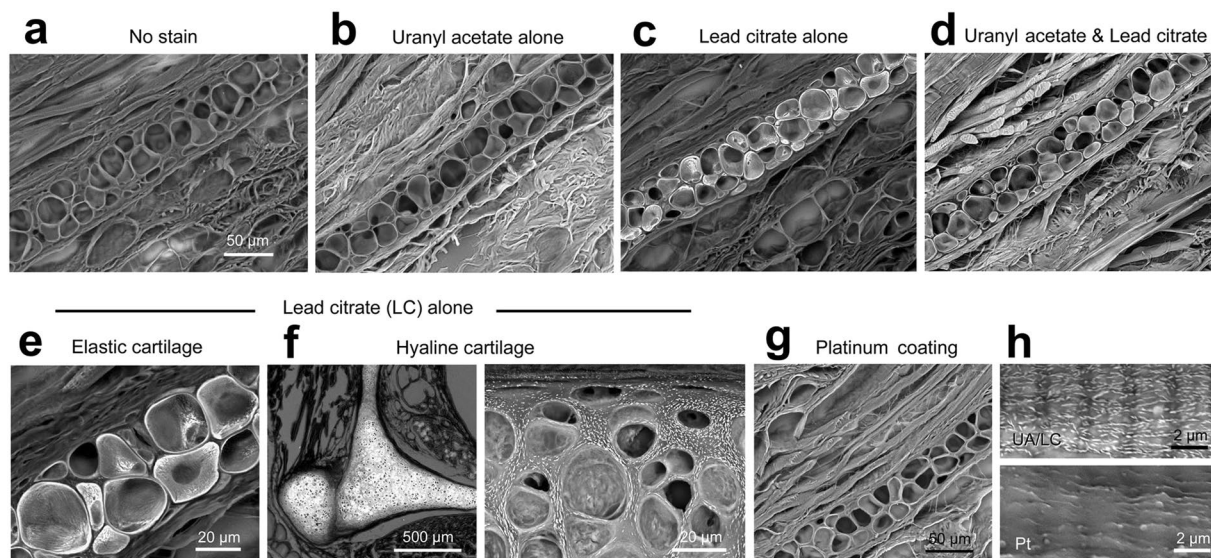 a No stain
b Uranyl acetate alone
c Lead citrate alone
d Uranyl acetate & Lead citrate
50 µm
Lead citrate (LC) alone
e Elastic cartilage
f Hyaline cartilage
g Platinum coating
h
20 µm
500 µm
20 µm
50 µm
UA/LC
2 µm
Pt
2 µm